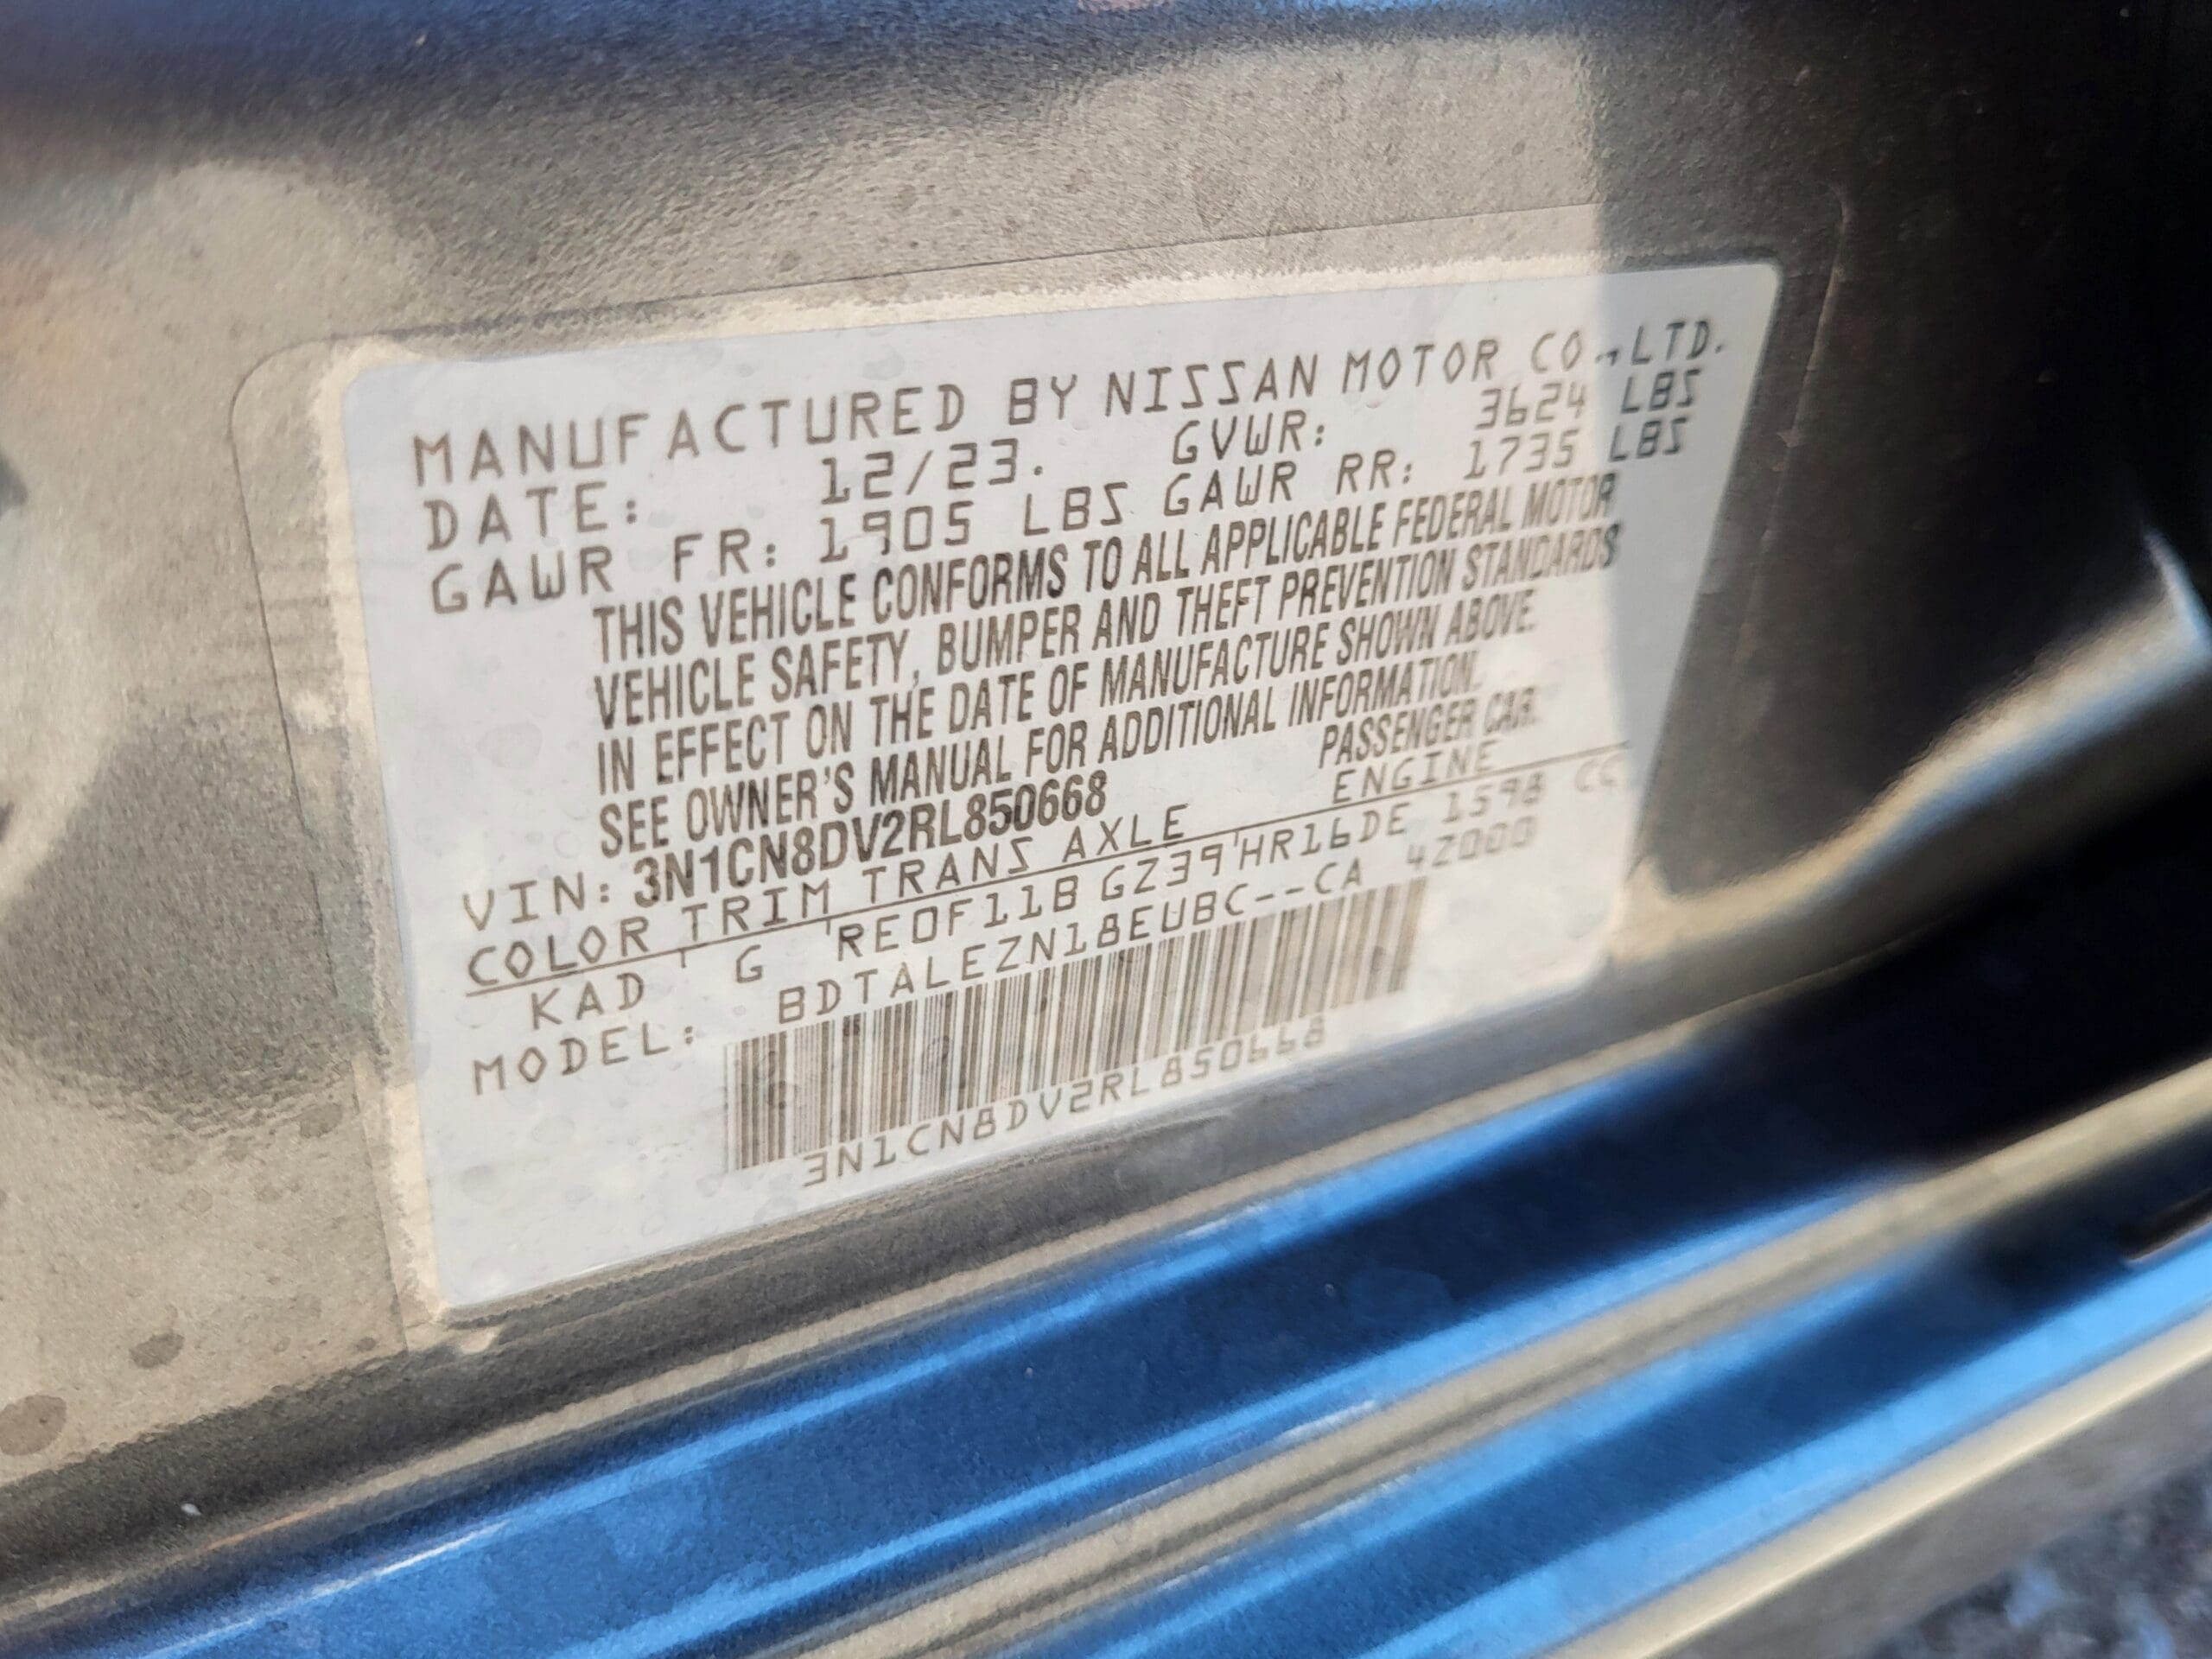 MANUFACTURED BY NISSAN MOTOR CO.,LTD.
DATE: 12/23. GVWR: 3624 LBS
GAWR FR: 1905 LBS GAWR RR: 1735 LBS
THIS VEHICLE CONFORMS TO ALL APPLICABLE FEDERAL MOTOR
VEHICLE SAFETY, BUMPER AND THEFT PREVENTION STANDARDS
IN EFFECT ON THE DATE OF MANUFACTURE SHOWN ABOVE.
SEE OWNER'S MANUAL FOR ADDITIONAL INFORMATION.
VIN: 3N1CN8DV2RL850668 PASSENGER CAR.
COLOR TRIM TRANS AXLE ENGINE
KAD G RE0F11B GZ39 HR16DE 1598 CC
MODEL: BDTALEZN18EUBC--CA 42000
3N1CN8DV2RL850668